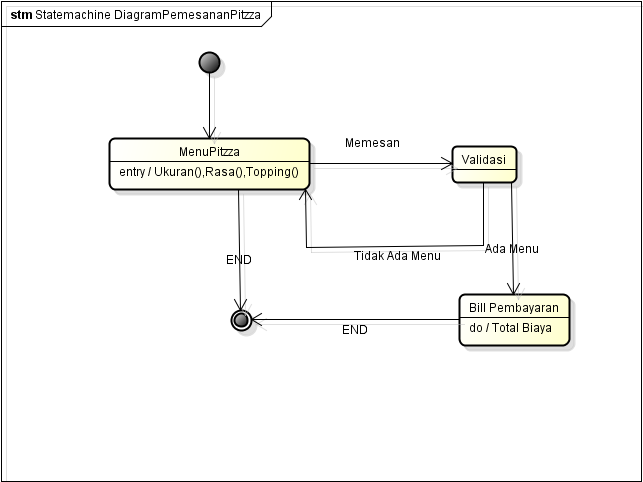 stm Statemachine DiagramPemesananPitzza
MenuPitzza
entry / Ukuran(),Rasa(),Topping()
Memesan
Validasi
Tidak Ada Menu
Ada Menu
END
Bill Pembayaran
do / Total Biaya
END